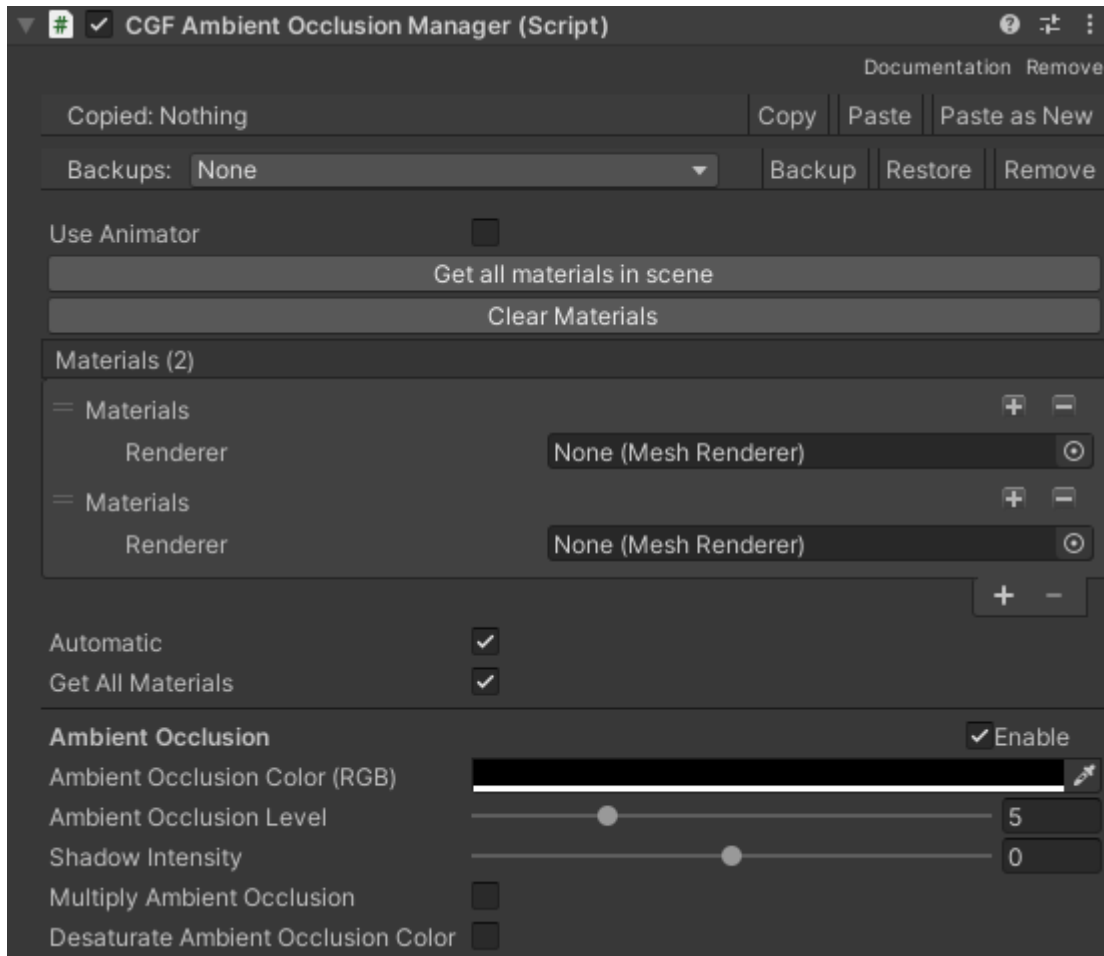 # CGF Ambient Occlusion Manager (Script)
Documentation Remove
Copied: Nothing Copy Paste Paste as New
Backups: None Backup Restore Remove
Use Animator
Get all materials in scene
Clear Materials
Materials (2)
Materials
Renderer None (Mesh Renderer)
Materials
Renderer None (Mesh Renderer)
Automatic
Get All Materials
Ambient Occlusion Enable
Ambient Occlusion Color (RGB)
Ambient Occlusion Level 5
Shadow Intensity 0
Multiply Ambient Occlusion
Desaturate Ambient Occlusion Color